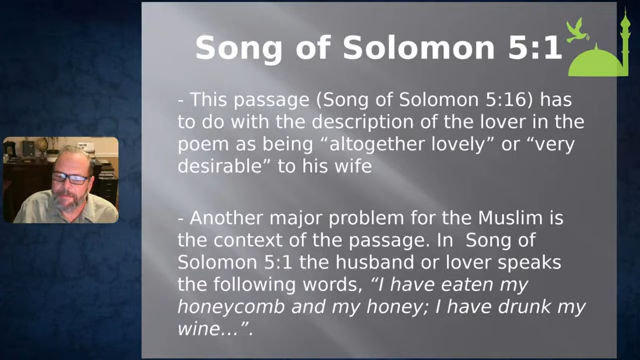 Song of Solomon 5:1
- This passage (Song of Solomon 5:16) has
to do with the description of the lover in the
poem as being “altogether lovely” or “very
desirable” to his wife
- Another major problem for the Muslim is
the context of the passage. In  Song of
Solomon 5:1 the husband or lover speaks
the following words, “I have eaten my
honeycomb and my honey; I have drunk my
wine…”.